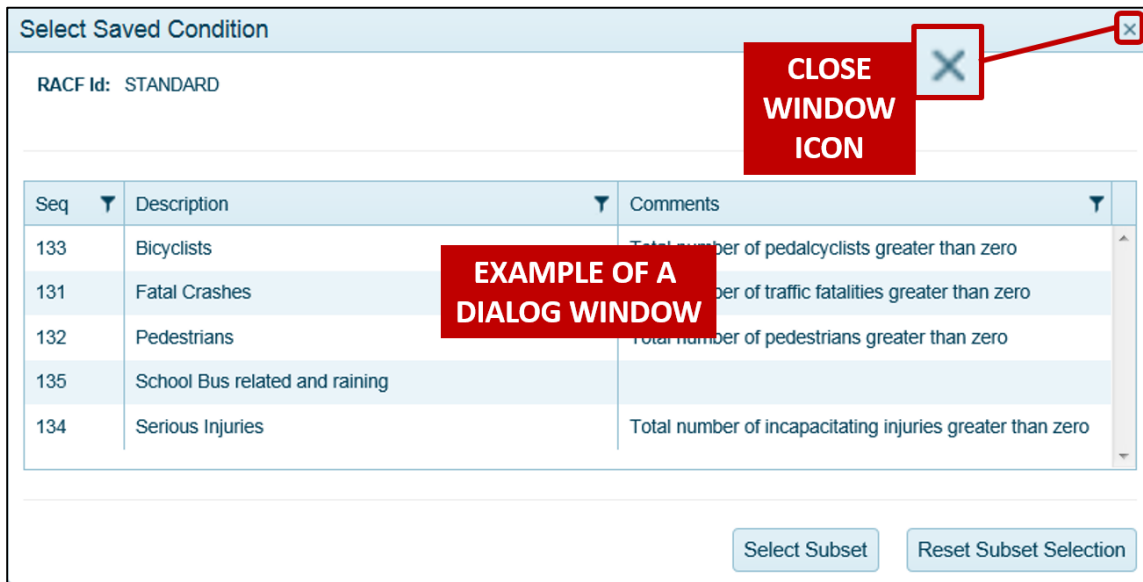 Select Saved Condition
RACF Id: STANDARD
CLOSE
WINDOW
ICON
Seq Description Comments
133 Bicyclists Total number of pedalcyclists greater than zero
131 Fatal Crashes ber of traffic fatalities greater than zero
132 Pedestrians Total number of pedestrians greater than zero
135 School Bus related and raining
134 Serious Injuries Total number of incapacitating injuries greater than zero
EXAMPLE OF A
DIALOG WINDOW
Select Subset Reset Subset Selection